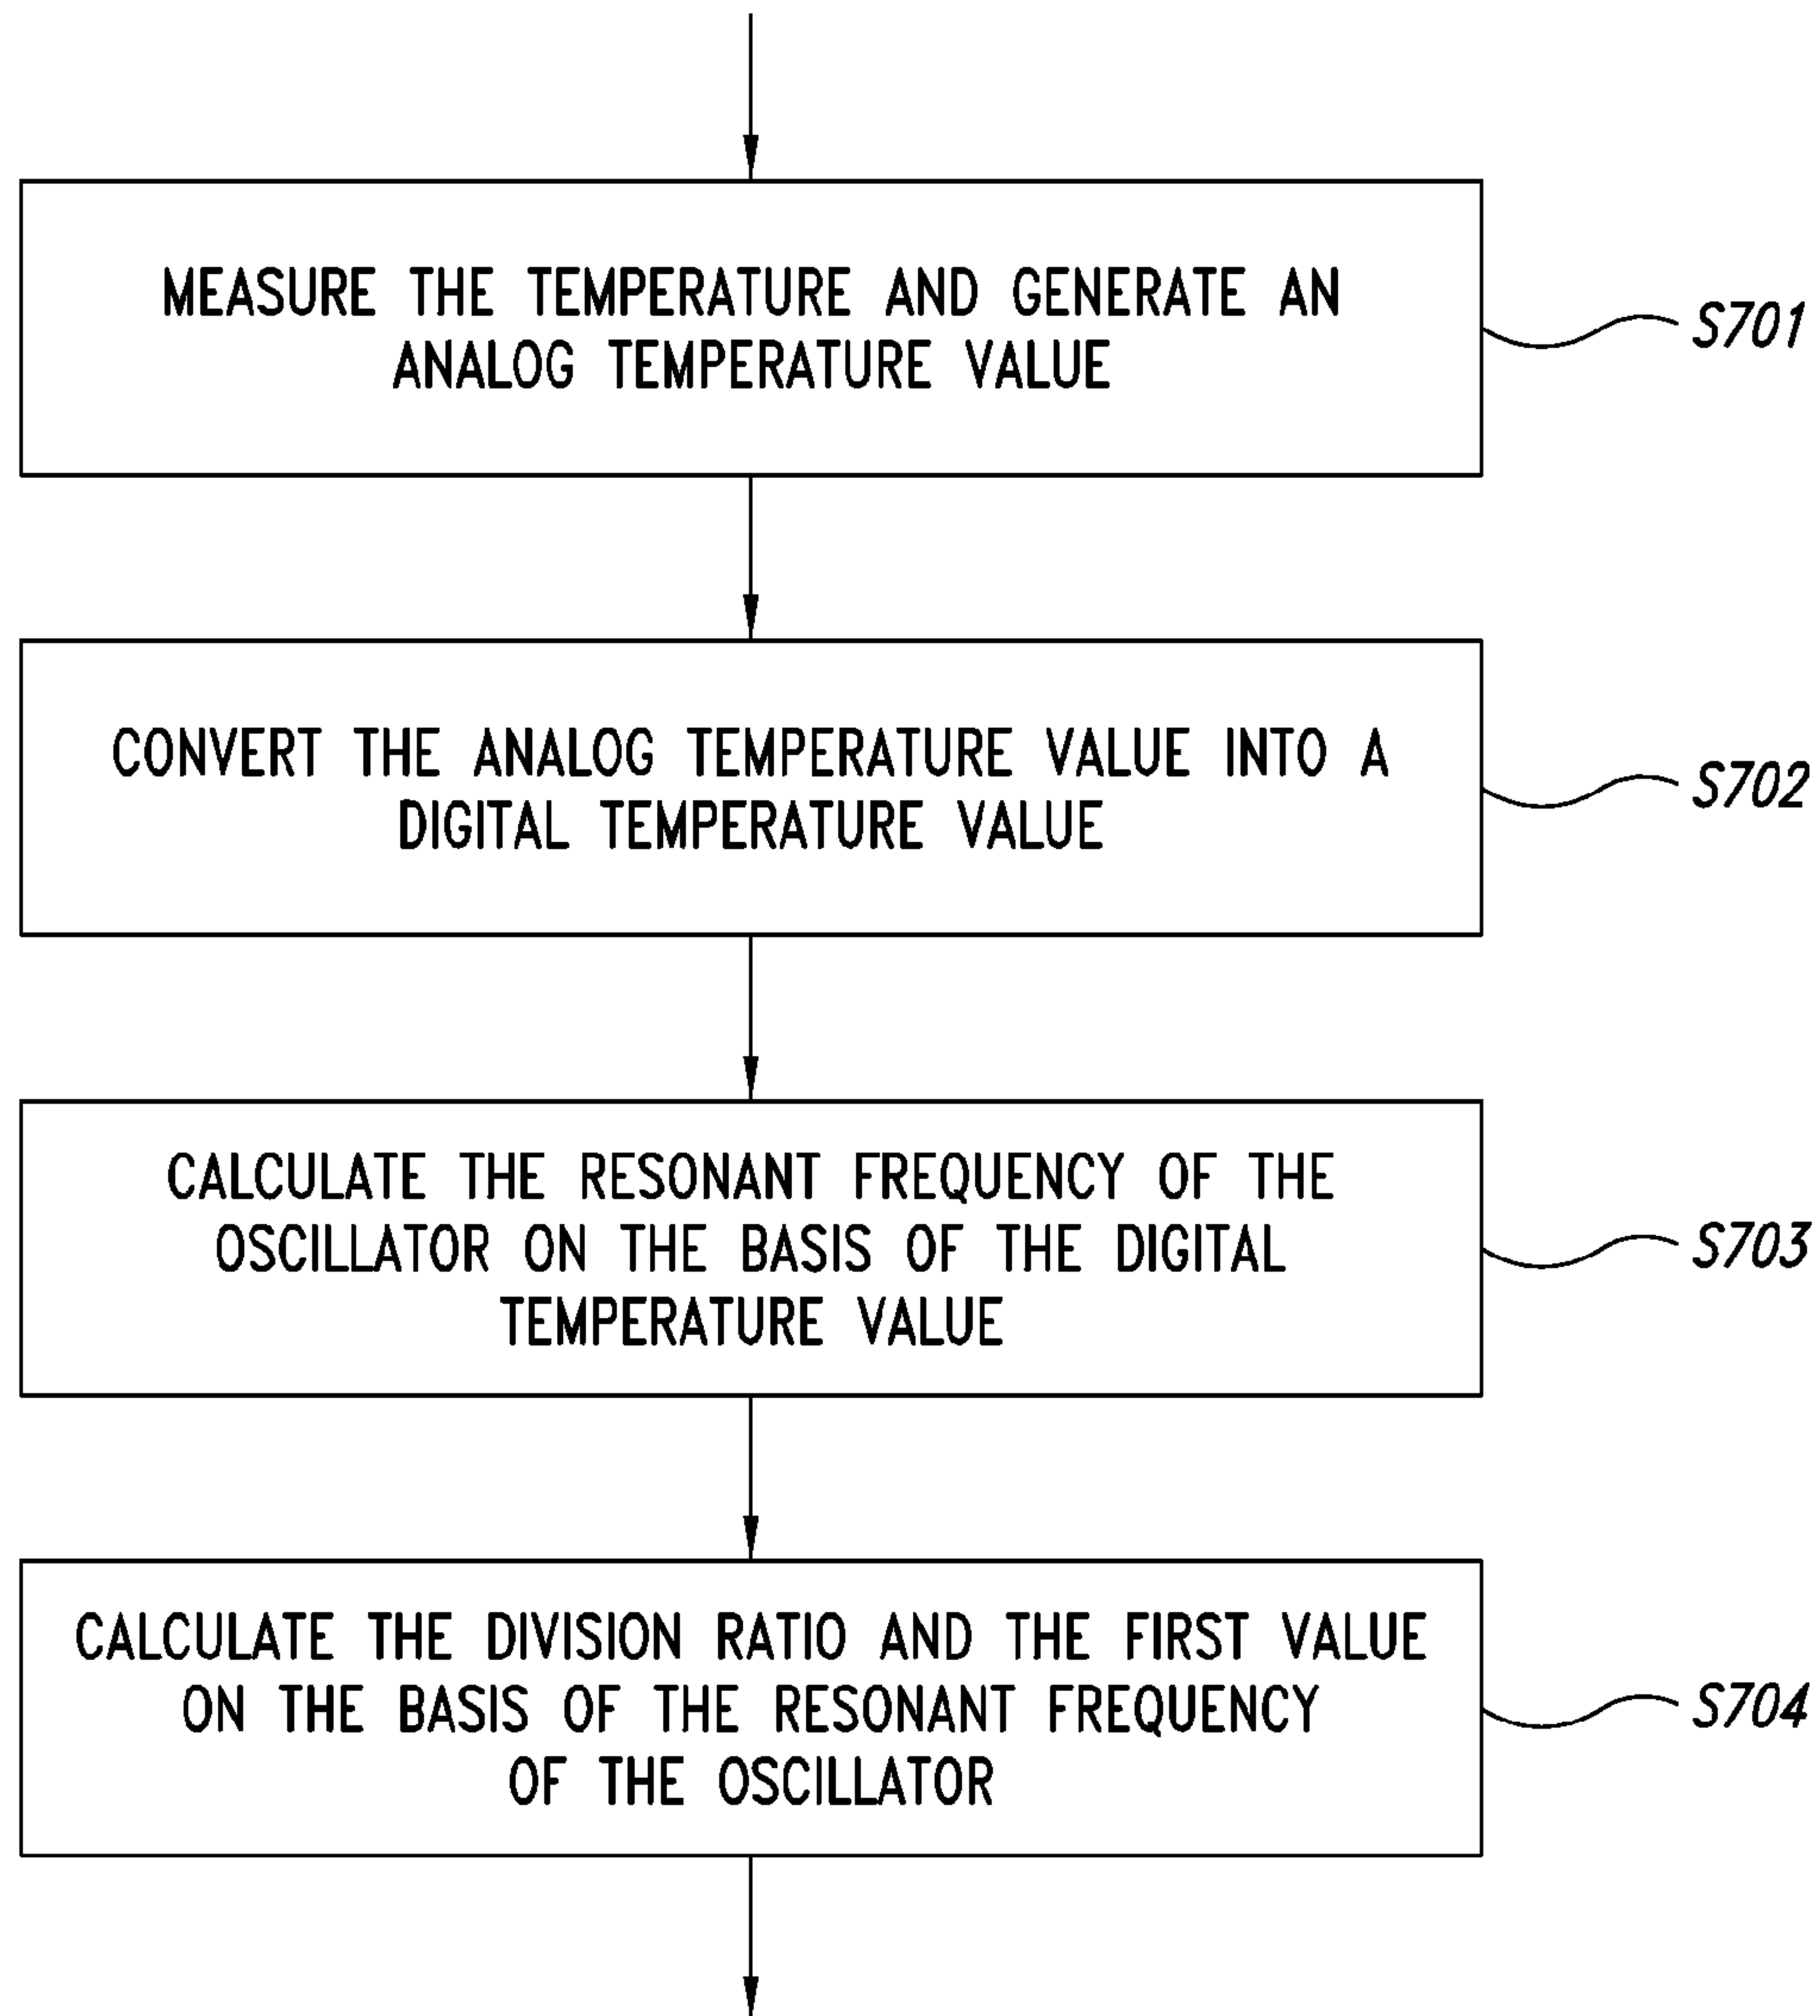 MEASURE THE TEMPERATURE AND GENERATE AN
ANALOG TEMPERATURE VALUE
S701
CONVERT THE ANALOG TEMPERATURE VALUE INTO A
DIGITAL TEMPERATURE VALUE
S702
CALCULATE THE RESONANT FREQUENCY OF THE
OSCILLATOR ON THE BASIS OF THE DIGITAL
TEMPERATURE VALUE
S703
CALCULATE THE DIVISION RATIO AND THE FIRST VALUE
ON THE BASIS OF THE RESONANT FREQUENCY
OF THE OSCILLATOR
S704